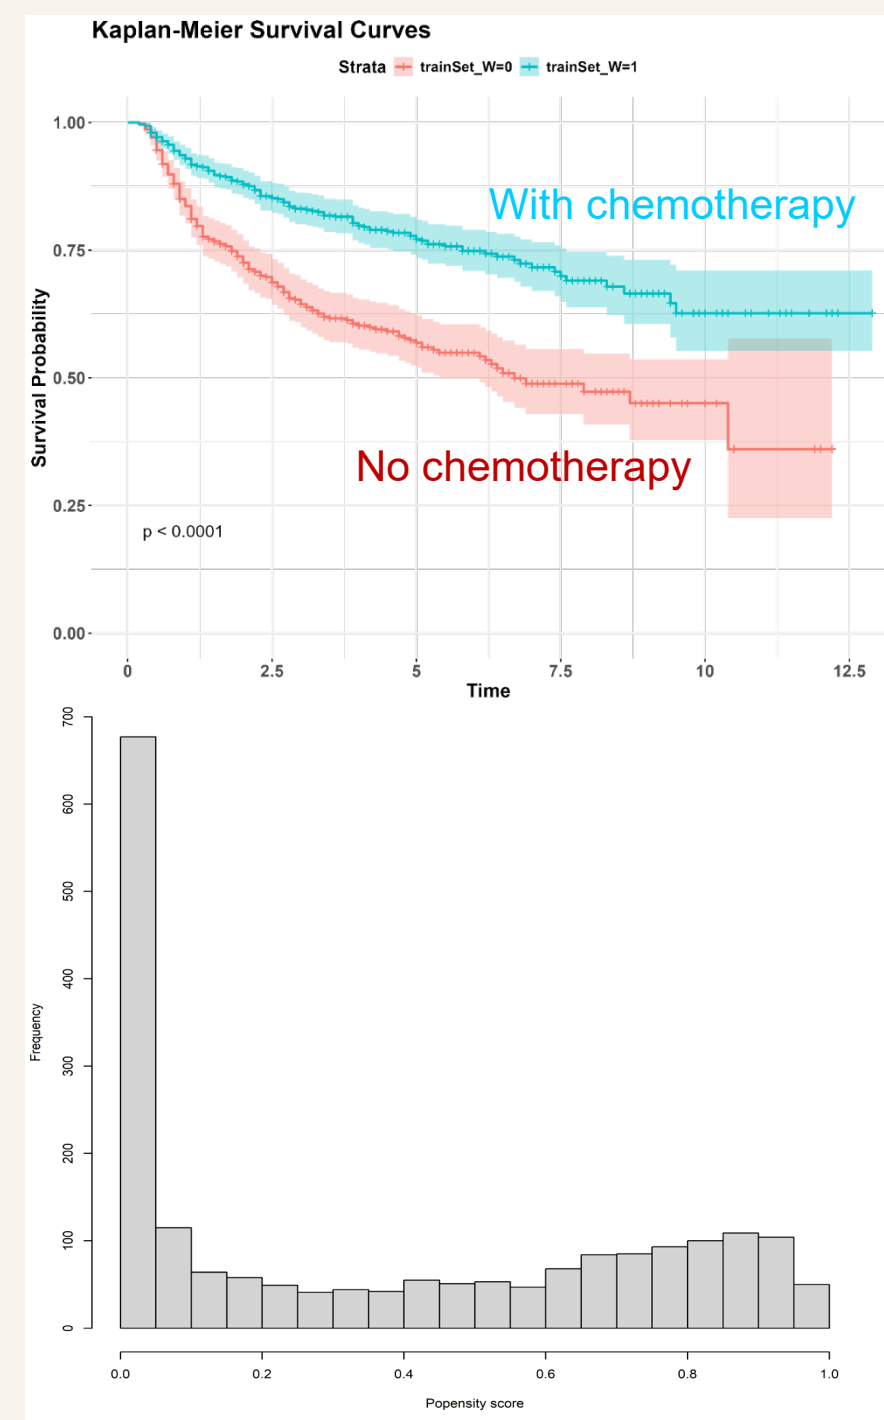 Kaplan-Meier Survival Curves
Strata trainSet_W=0 trainSet_W=1
1.00
With chemotherapy
0.75
Survival Probability
0.50
No chemotherapy
0.25
p < 0.0001
0.00
0 2.5 5 7.5 10 12.5
Time
700
600
500
400
Frequency
300
200
100
0
0.0 0.2 0.4 0.6 0.8 1.0
Popensity score